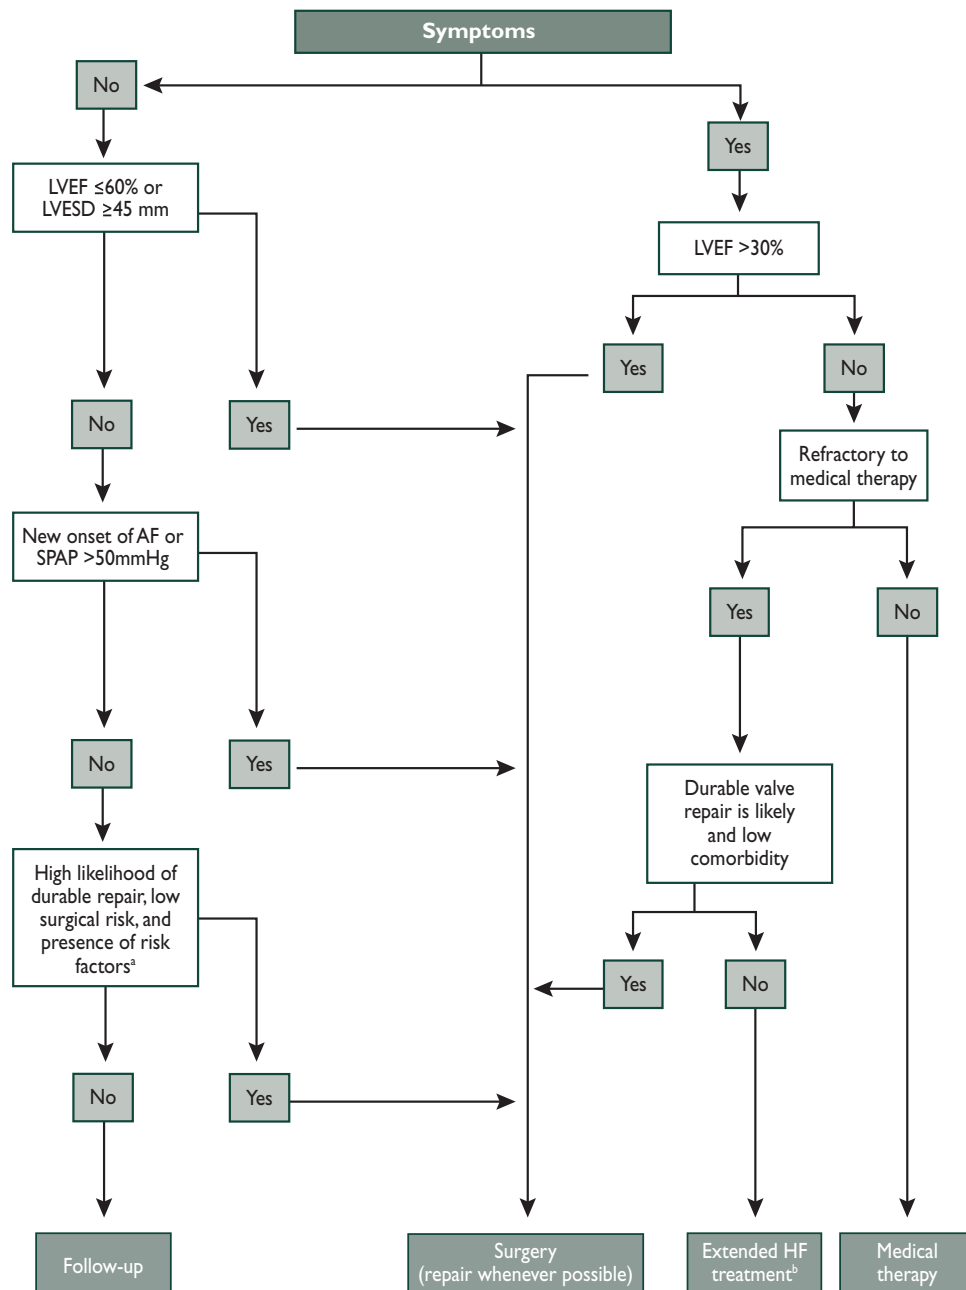 Symptoms
No
Yes
LVEF ≤60% or
LVESD ≥45 mm
LVEF >30%
Yes
No
No
Yes
Refractory to
medical therapy
New onset of AF or
SPAP >50mmHg
Yes
No
No
Yes
Durable valve
repair is likely
and low
comorbidity
High likelihood of
durable repair, low
surgical risk, and
presence of risk
factorsᵃ
Yes
No
No
Yes
Follow-up
Surgery
(repair whenever possible)
Extended HF
treatmentᵇ
Medical
therapy